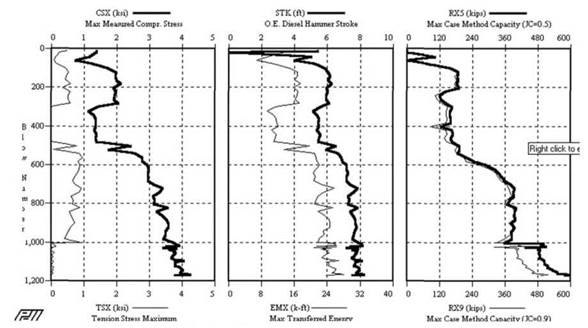 CSX (ksi)
Max Measured Compr. Stress
STK (ft)
O.E. Diesel Hammer Stroke
RX5 (kips)
Max Case Method Capacity (JC=0.5)
0 1 2 3 4 5
0 4 8 12 16 20
0 120 240 360 480 600
0
200
400
600
800
1,000
1,200
Blow Number
Right click to e
0 1 2 3 4 5
0 8 16 24 32 40
0 120 240 360 480 600
TSX (ksi)
Tension Stress Maximum
EMX (k-ft)
Max Transferred Energy
RX9 (kips)
Max Case Method Capacity (JC=0.9)